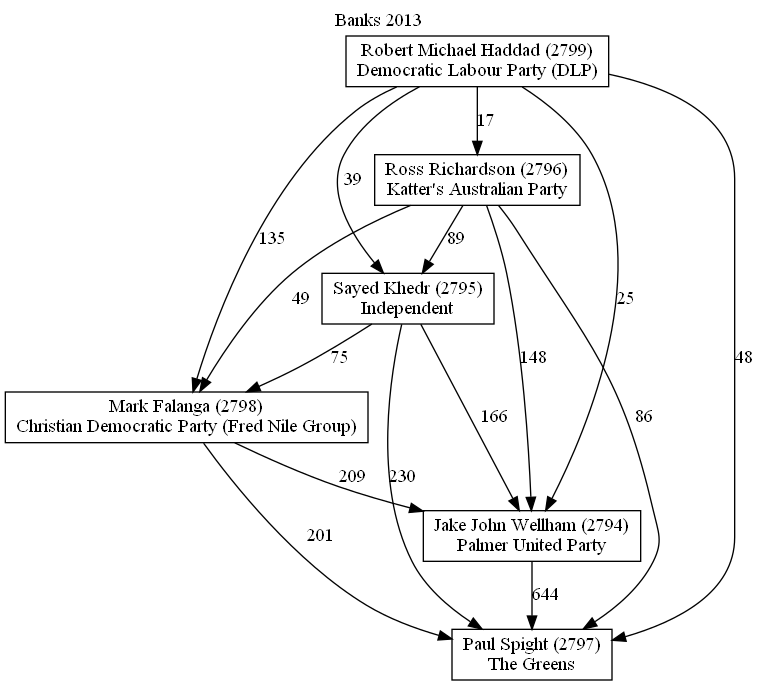 Banks 2013
Robert Michael Haddad (2799)
Democratic Labour Party (DLP)
17
Ross Richardson (2796)
Katter's Australian Party
39
135
89
Sayed Khedr (2795)
Independent
49
25
75
148
48
Mark Falanga (2798)
Christian Democratic Party (Fred Nile Group)
166
86
209
230
Jake John Wellham (2794)
Palmer United Party
201
644
Paul Spight (2797)
The Greens